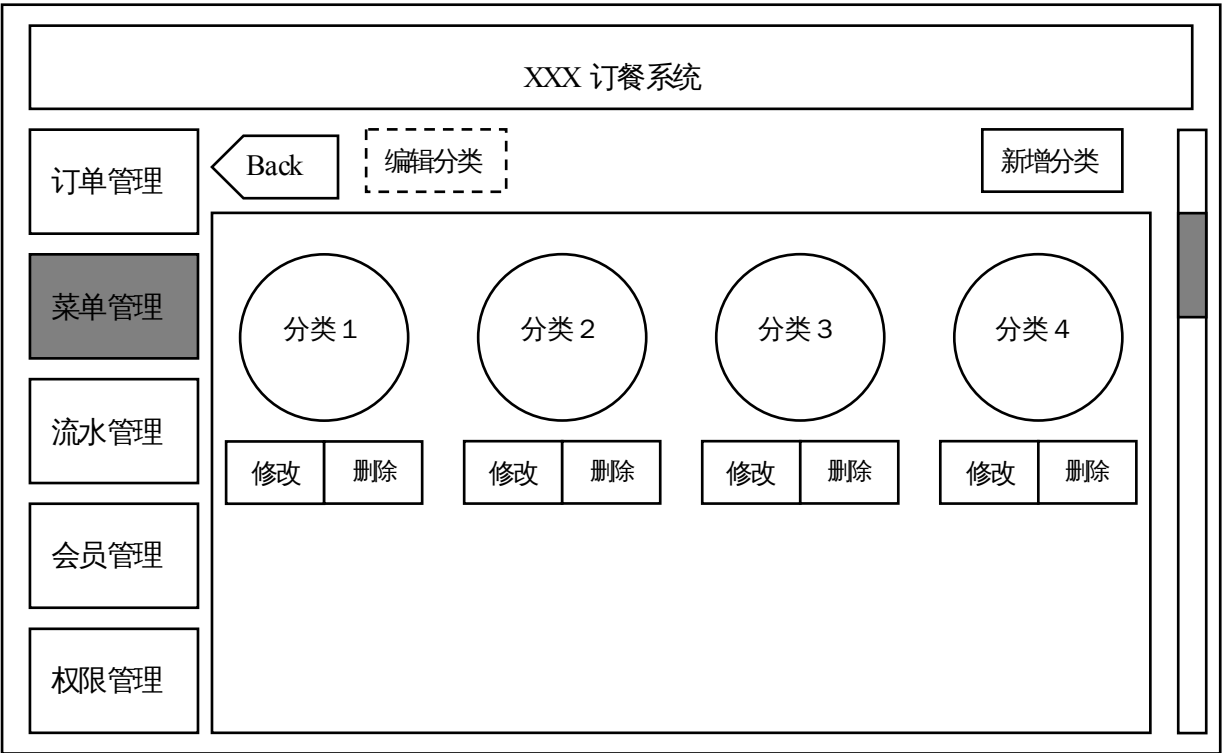 XXX 订餐系统
订单管理
Back
编辑分类
新增分类
菜单管理
分类1
分类2
分类3
分类4
流水管理
修改 删除 修改 删除 修改 删除 修改 删除
会员管理
权限管理